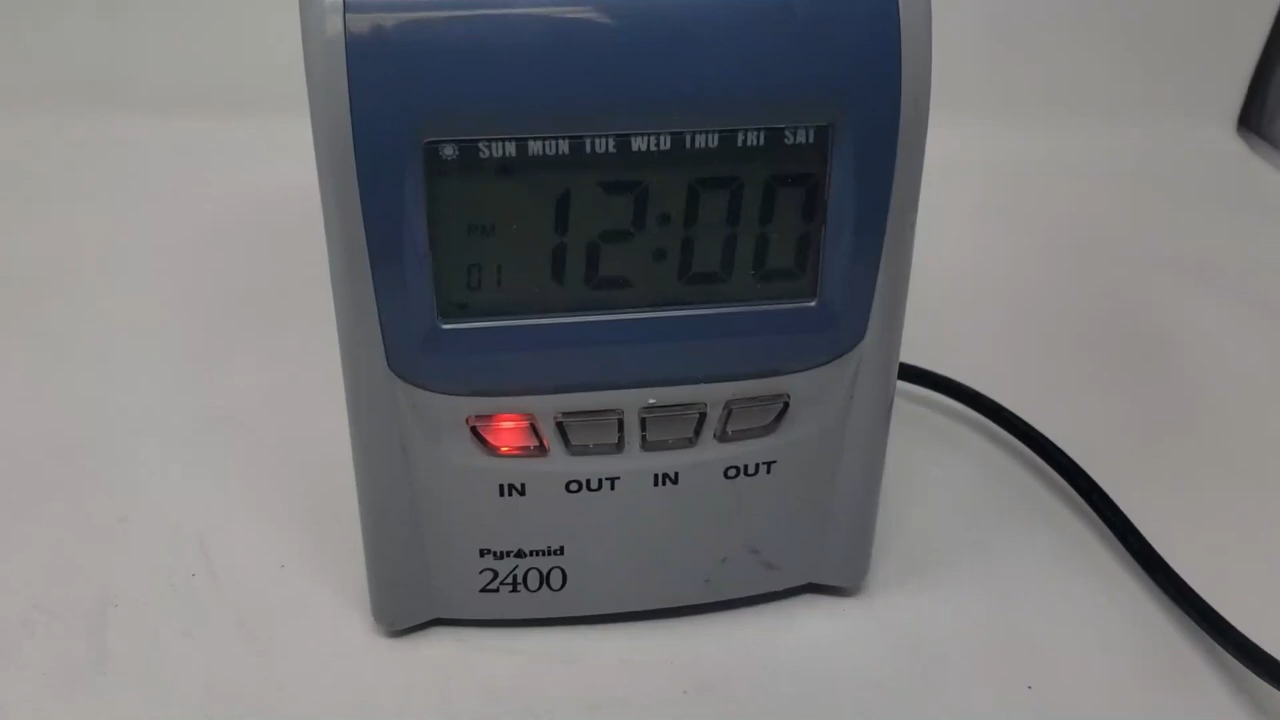 SUN MON TUE WED THU FRI SAT
PM
12:00
01
IN OUT IN OUT
Pyramid
2400